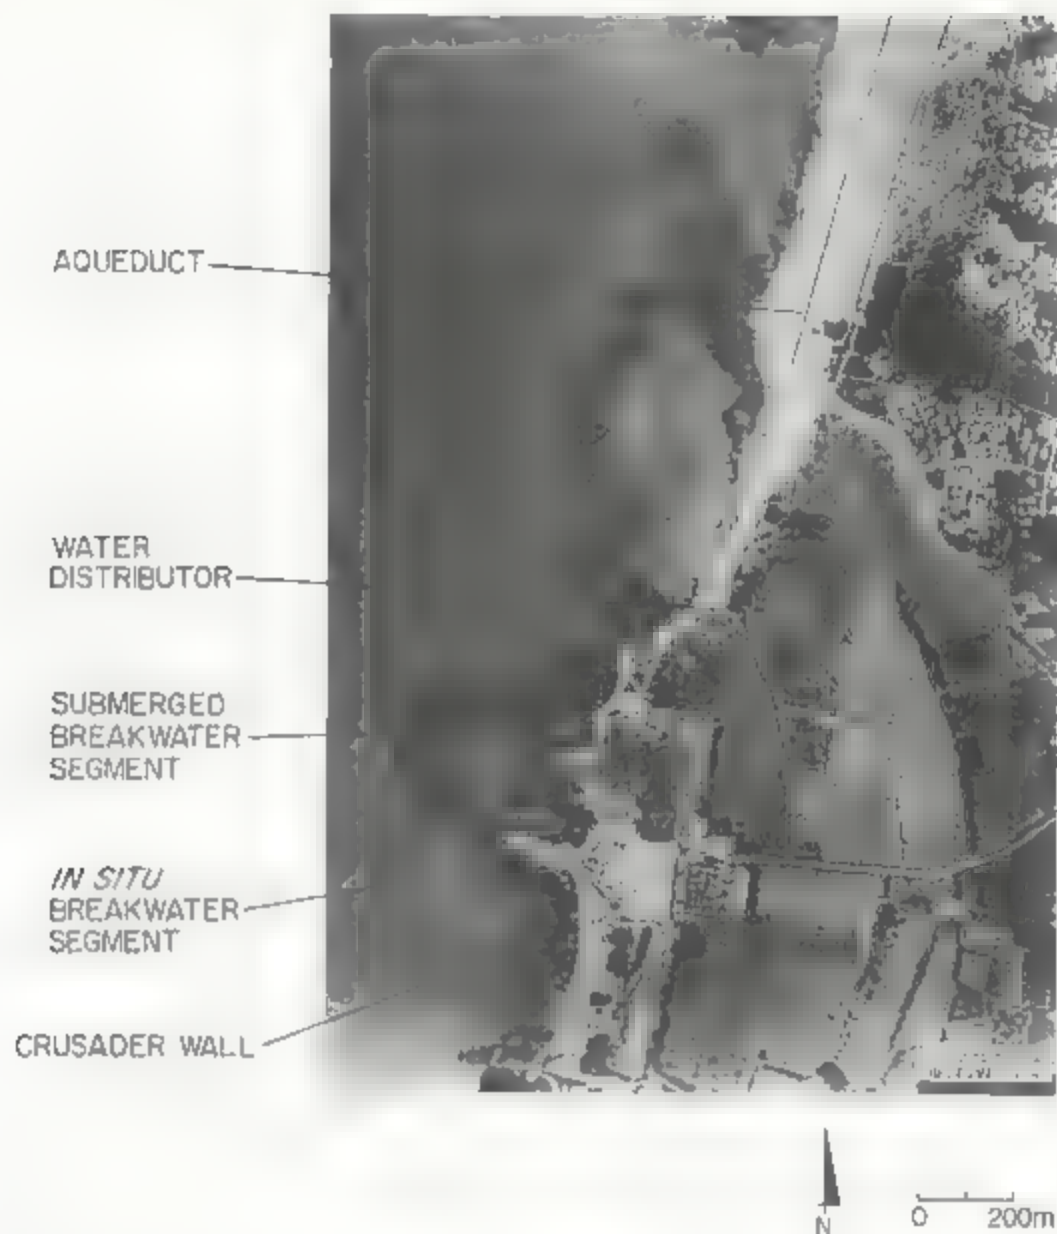 AQUEDUCT
WATER
DISTRIBUTOR
SUBMERGED
BREAKWATER
SEGMENT
IN SITU
BREAKWATER
SEGMENT
CRUSADER WALL
N
0 200m